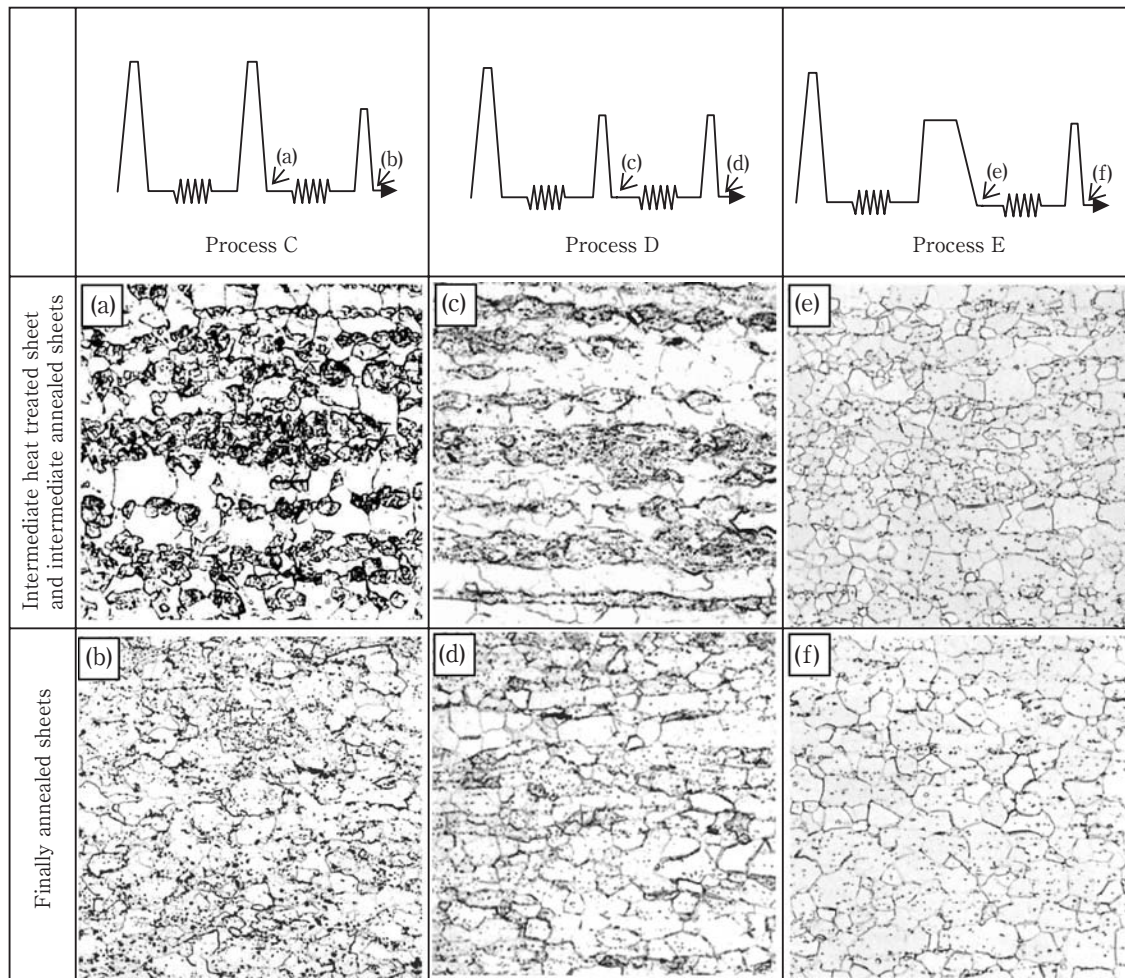 (a)
(b)
Process C
(c)
(d)
Process D
(e)
(f)
Process E
Intermediate heat treated sheet
and intermediate annealed sheets
(a)
(c)
(e)
Finally annealed sheets
(b)
(d)
(f)